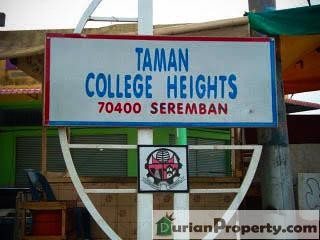 TAMAN
COLLEGE HEIGHTS
70400 SEREMBAN
DurianProperty.com